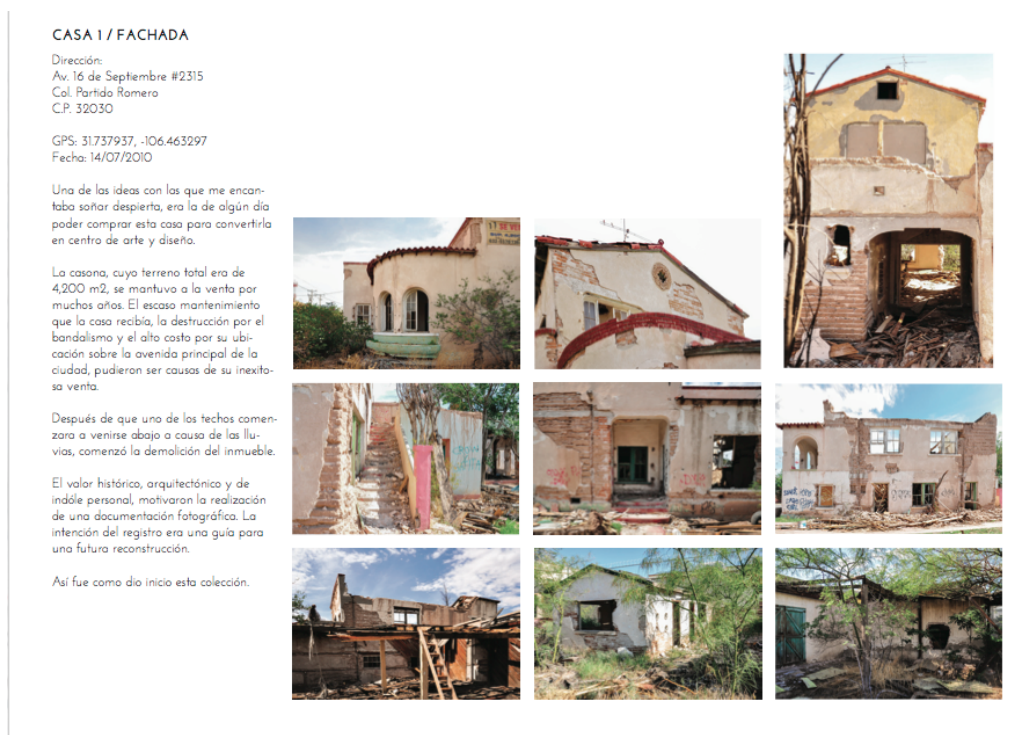 CASA 1 / FACHADA
Dirección:
Av. 16 de Septiembre #2315
Col. Partido Romero
C.P. 32030
GPS: 31.737937, -106.463297
Fecha: 14/07/2010
Una de las ideas con las que me encan-
taba soñar despierta, era la de algún día
poder comprar esta casa para convertirla
en centro de arte y diseño.
La casona, cuyo terreno total era de
4,200 m2, se mantuvo a la venta por
muchos años. El escaso mantenimiento
que la casa recibía, la destrucción por el
bandalismo y el alto costo por su ubi-
cación sobre la avenida principal de la
ciudad, pudieron ser causas de su inexito-
sa venta.
Después de que uno de los techos comen-
zara a venirse abajo a causa de las llu-
vias, comenzó la demolición del inmueble.
El valor histórico, arquitectónico y de
indóle personal, motivaron la realización
de una documentación fotográfica. La
intención del registro era una guía para
una futura reconstrucción.
Así fue como dio inicio esta colección.